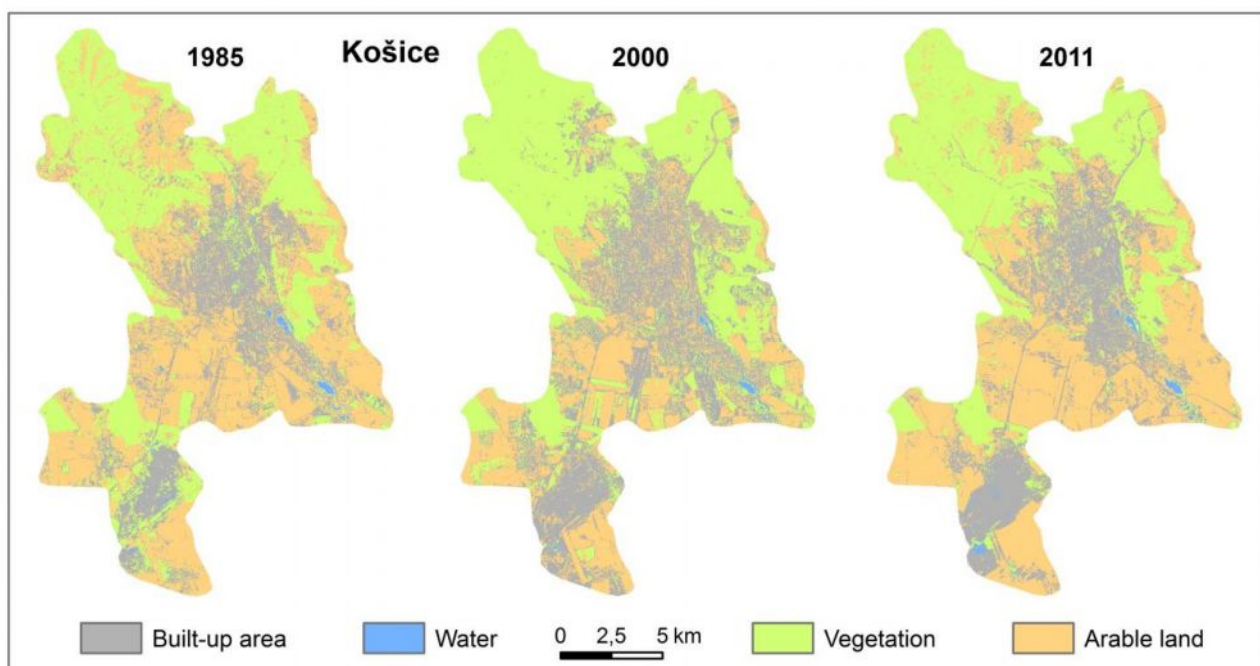 Košice
1985
2000
2011
Built-up area
Water
0 2,5 5 km
Vegetation
Arable land